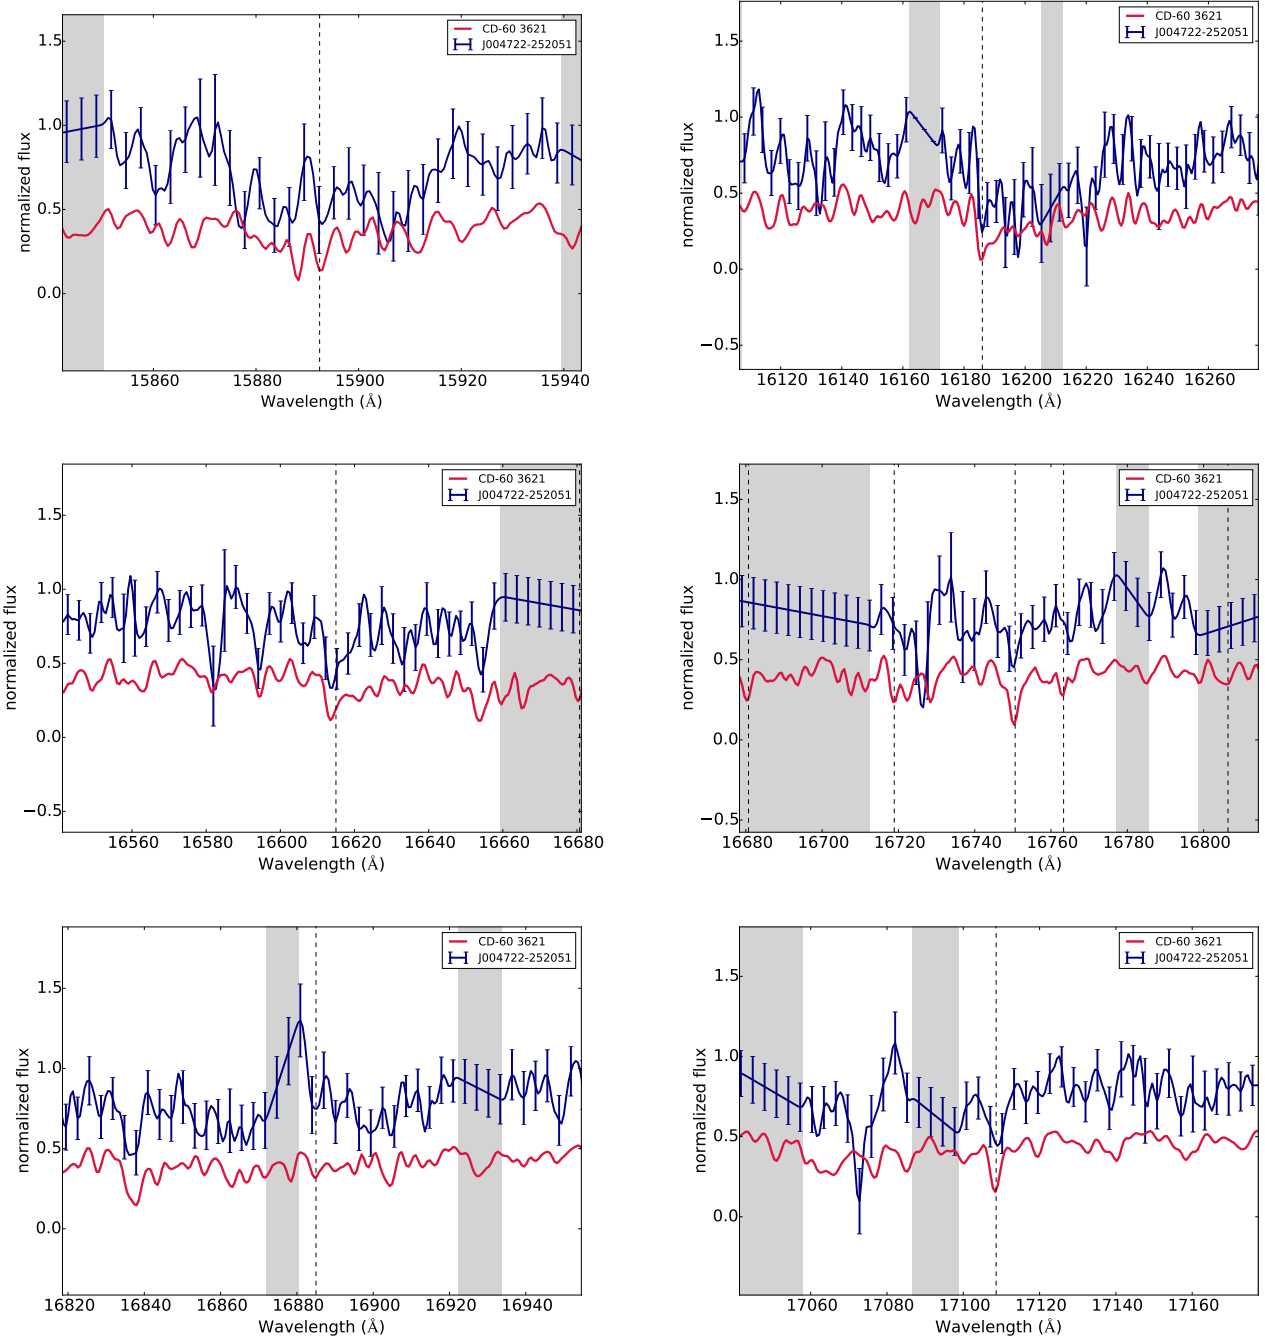 CD-60 3621
J004722-252051
1.5
1.0
0.5
0.0
normalized flux
15860 15880 15900 15920 15940
Wavelength (Å)
CD-60 3621
J004722-252051
1.5
1.0
0.5
0.0
−0.5
normalized flux
16120 16140 16160 16180 16200 16220 16240 16260
Wavelength (Å)
CD-60 3621
J004722-252051
1.5
1.0
0.5
0.0
−0.5
normalized flux
16560 16580 16600 16620 16640 16660 16680
Wavelength (Å)
CD-60 3621
J004722-252051
1.5
1.0
0.5
0.0
−0.5
normalized flux
16680 16700 16720 16740 16760 16780 16800
Wavelength (Å)
CD-60 3621
J004722-252051
1.5
1.0
0.5
0.0
normalized flux
16820 16840 16860 16880 16900 16920 16940
Wavelength (Å)
CD-60 3621
J004722-252051
1.5
1.0
0.5
0.0
normalized flux
17060 17080 17100 17120 17140 17160
Wavelength (Å)